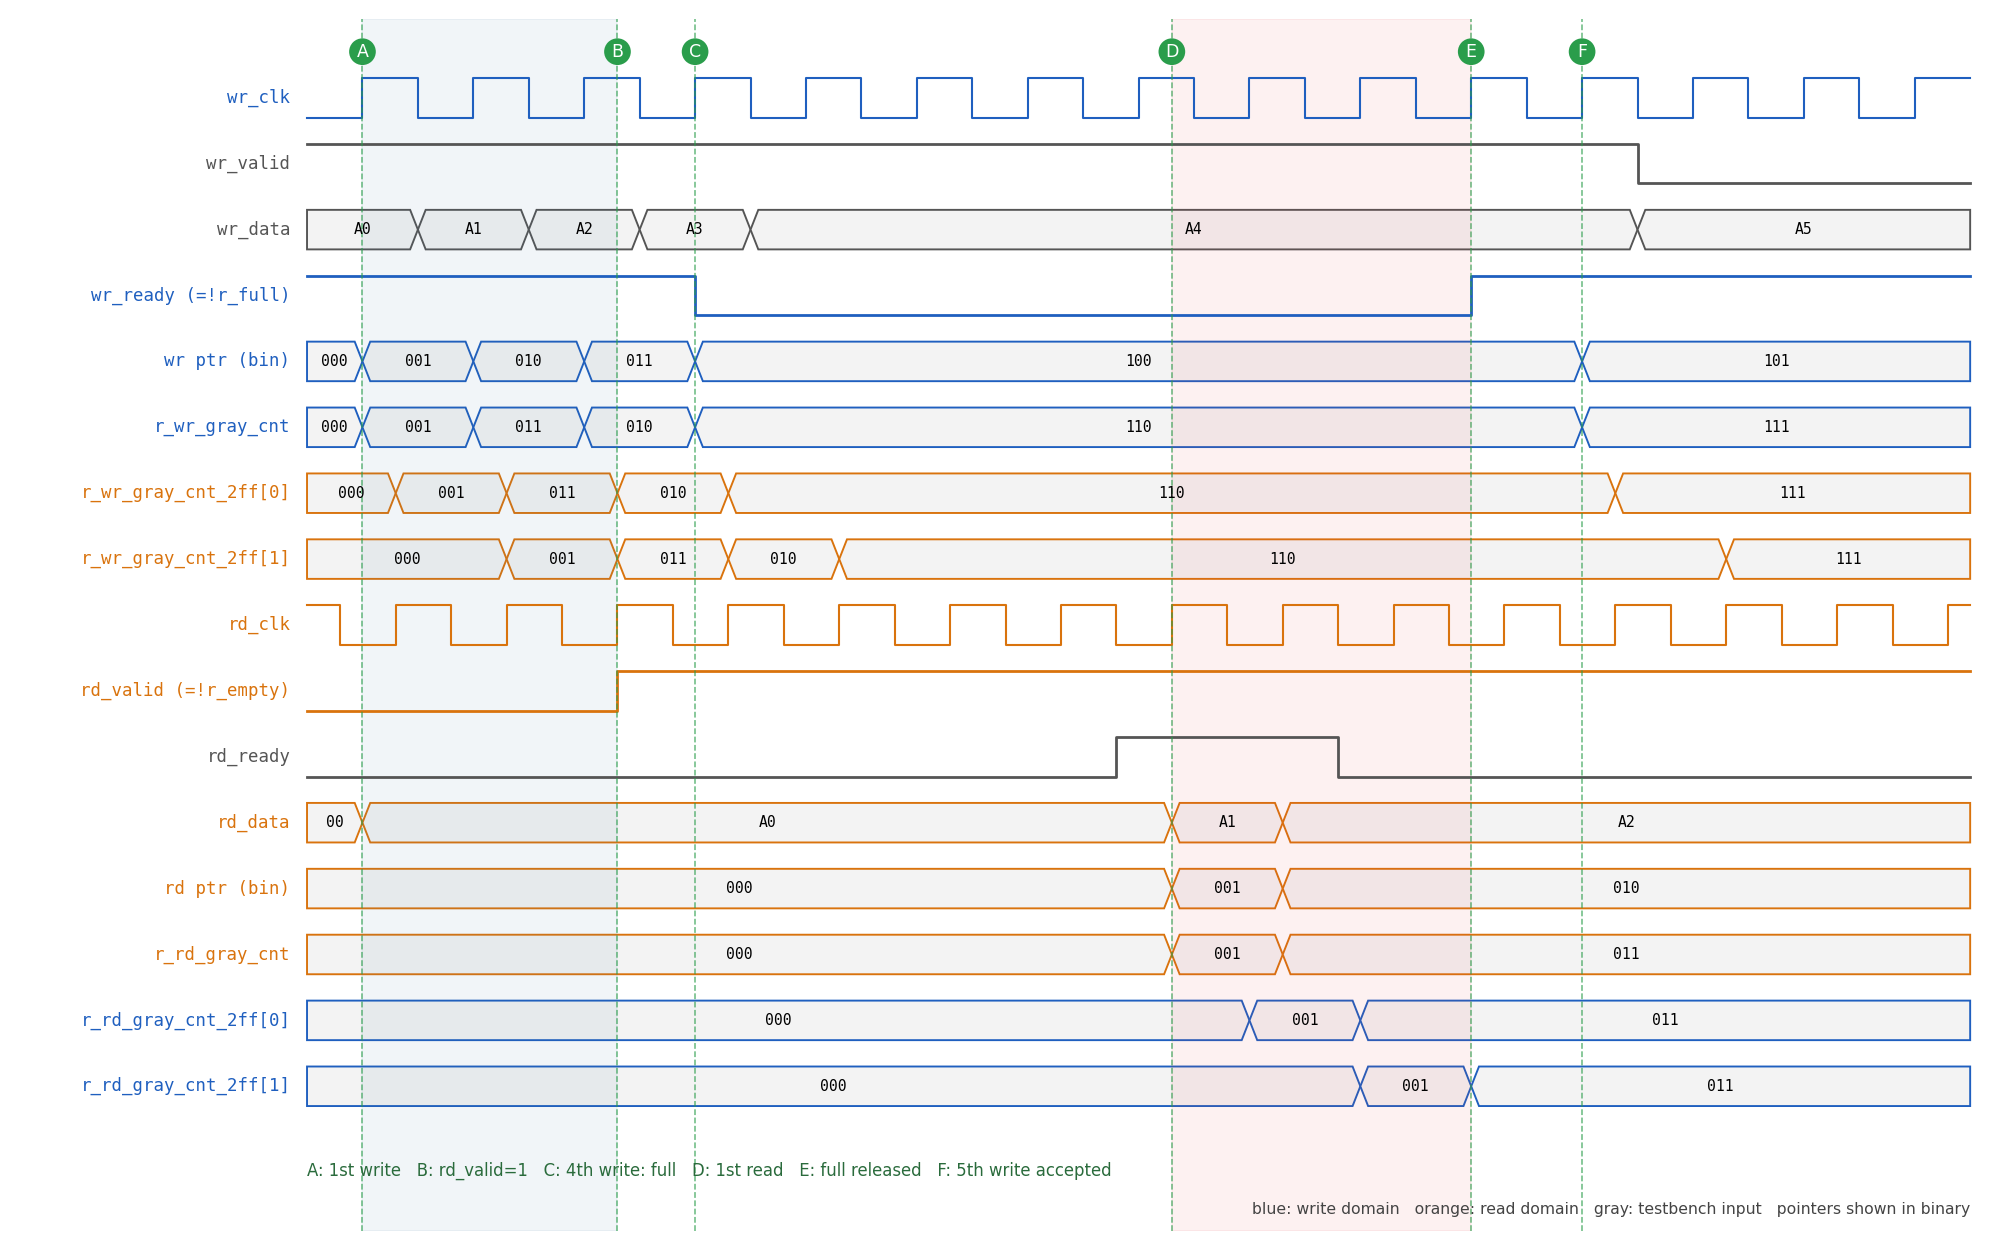 A B C D E F
wr_clk
wr_valid
wr_data A0 A1 A2 A3 A4 A5
wr_ready (=!r_full)
wr ptr (bin) 000 001 010 011 100 101
r_wr_gray_cnt 000 001 011 010 110 111
r_wr_gray_cnt_2ff[0] 000 001 011 010 110 111
r_wr_gray_cnt_2ff[1] 000 001 011 010 110 111
rd_clk
rd_valid (=!r_empty)
rd_ready
rd_data 00 A0 A1 A2
rd ptr (bin) 000 001 010
r_rd_gray_cnt 000 001 011
r_rd_gray_cnt_2ff[0] 000 001 011
r_rd_gray_cnt_2ff[1] 000 001 011
A: 1st write B: rd_valid=1 C: 4th write: full D: 1st read E: full released F: 5th write accepted
blue: write domain orange: read domain gray: testbench input pointers shown in binary